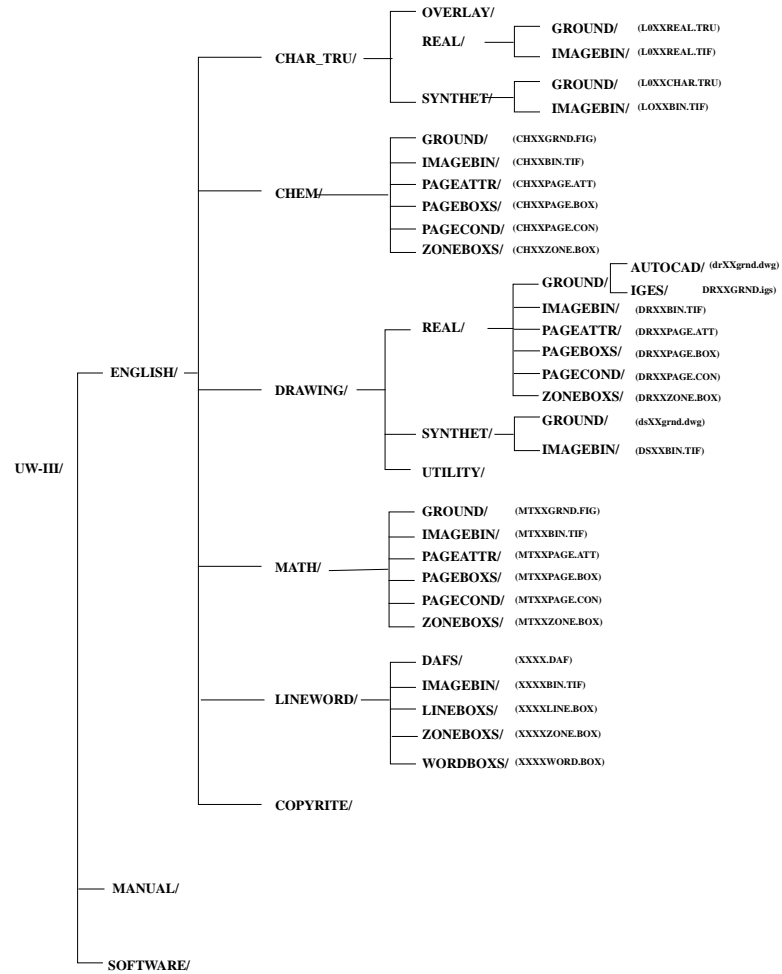 OVERLAY/
REAL/
GROUND/ (L0XXREAL.TRU)
IMAGEBIN/ (L0XXREAL.TIF)
CHAR_TRU/
SYNTHET/
GROUND/ (L0XXCHAR.TRU)
IMAGEBIN/ (LOXXBIN.TIF)
GROUND/ (CHXXGRND.FIG)
IMAGEBIN/ (CHXXBIN.TIF)
PAGEATTR/ (CHXXPAGE.ATT)
CHEM/
PAGEBOXS/ (CHXXPAGE.BOX)
PAGECOND/ (CHXXPAGE.CON)
ZONEBOXS/ (CHXXZONE.BOX)
AUTOCAD/ (drXXgrnd.dwg)
GROUND/
IGES/ DRXXGRND.igs)
IMAGEBIN/ (DRXXBIN.TIF)
REAL/
PAGEATTR/ (DRXXPAGE.ATT)
PAGEBOXS/ (DRXXPAGE.BOX)
PAGECOND/ (DRXXPAGE.CON)
ENGLISH/
DRAWING/
ZONEBOXS/ (DRXXZONE.BOX)
GROUND/ (dsXXgrnd.dwg)
SYNTHET/
IMAGEBIN/ (DSXXBIN.TIF)
UW-III/
UTILITY/
GROUND/ (MTXXGRND.FIG)
IMAGEBIN/ (MTXXBIN.TIF)
PAGEATTR/ (MTXXPAGE.ATT)
MATH/
PAGEBOXS/ (MTXXPAGE.BOX)
PAGECOND/ (MTXXPAGE.CON)
ZONEBOXS/ (MTXXZONE.BOX)
DAFS/ (XXXX.DAF)
IMAGEBIN/ (XXXXBIN.TIF)
LINEWORD/
LINEBOXS/ (XXXXLINE.BOX)
ZONEBOXS/ (XXXXZONE.BOX)
WORDBOXS/ (XXXXWORD.BOX)
COPYRITE/
MANUAL/
SOFTWARE/